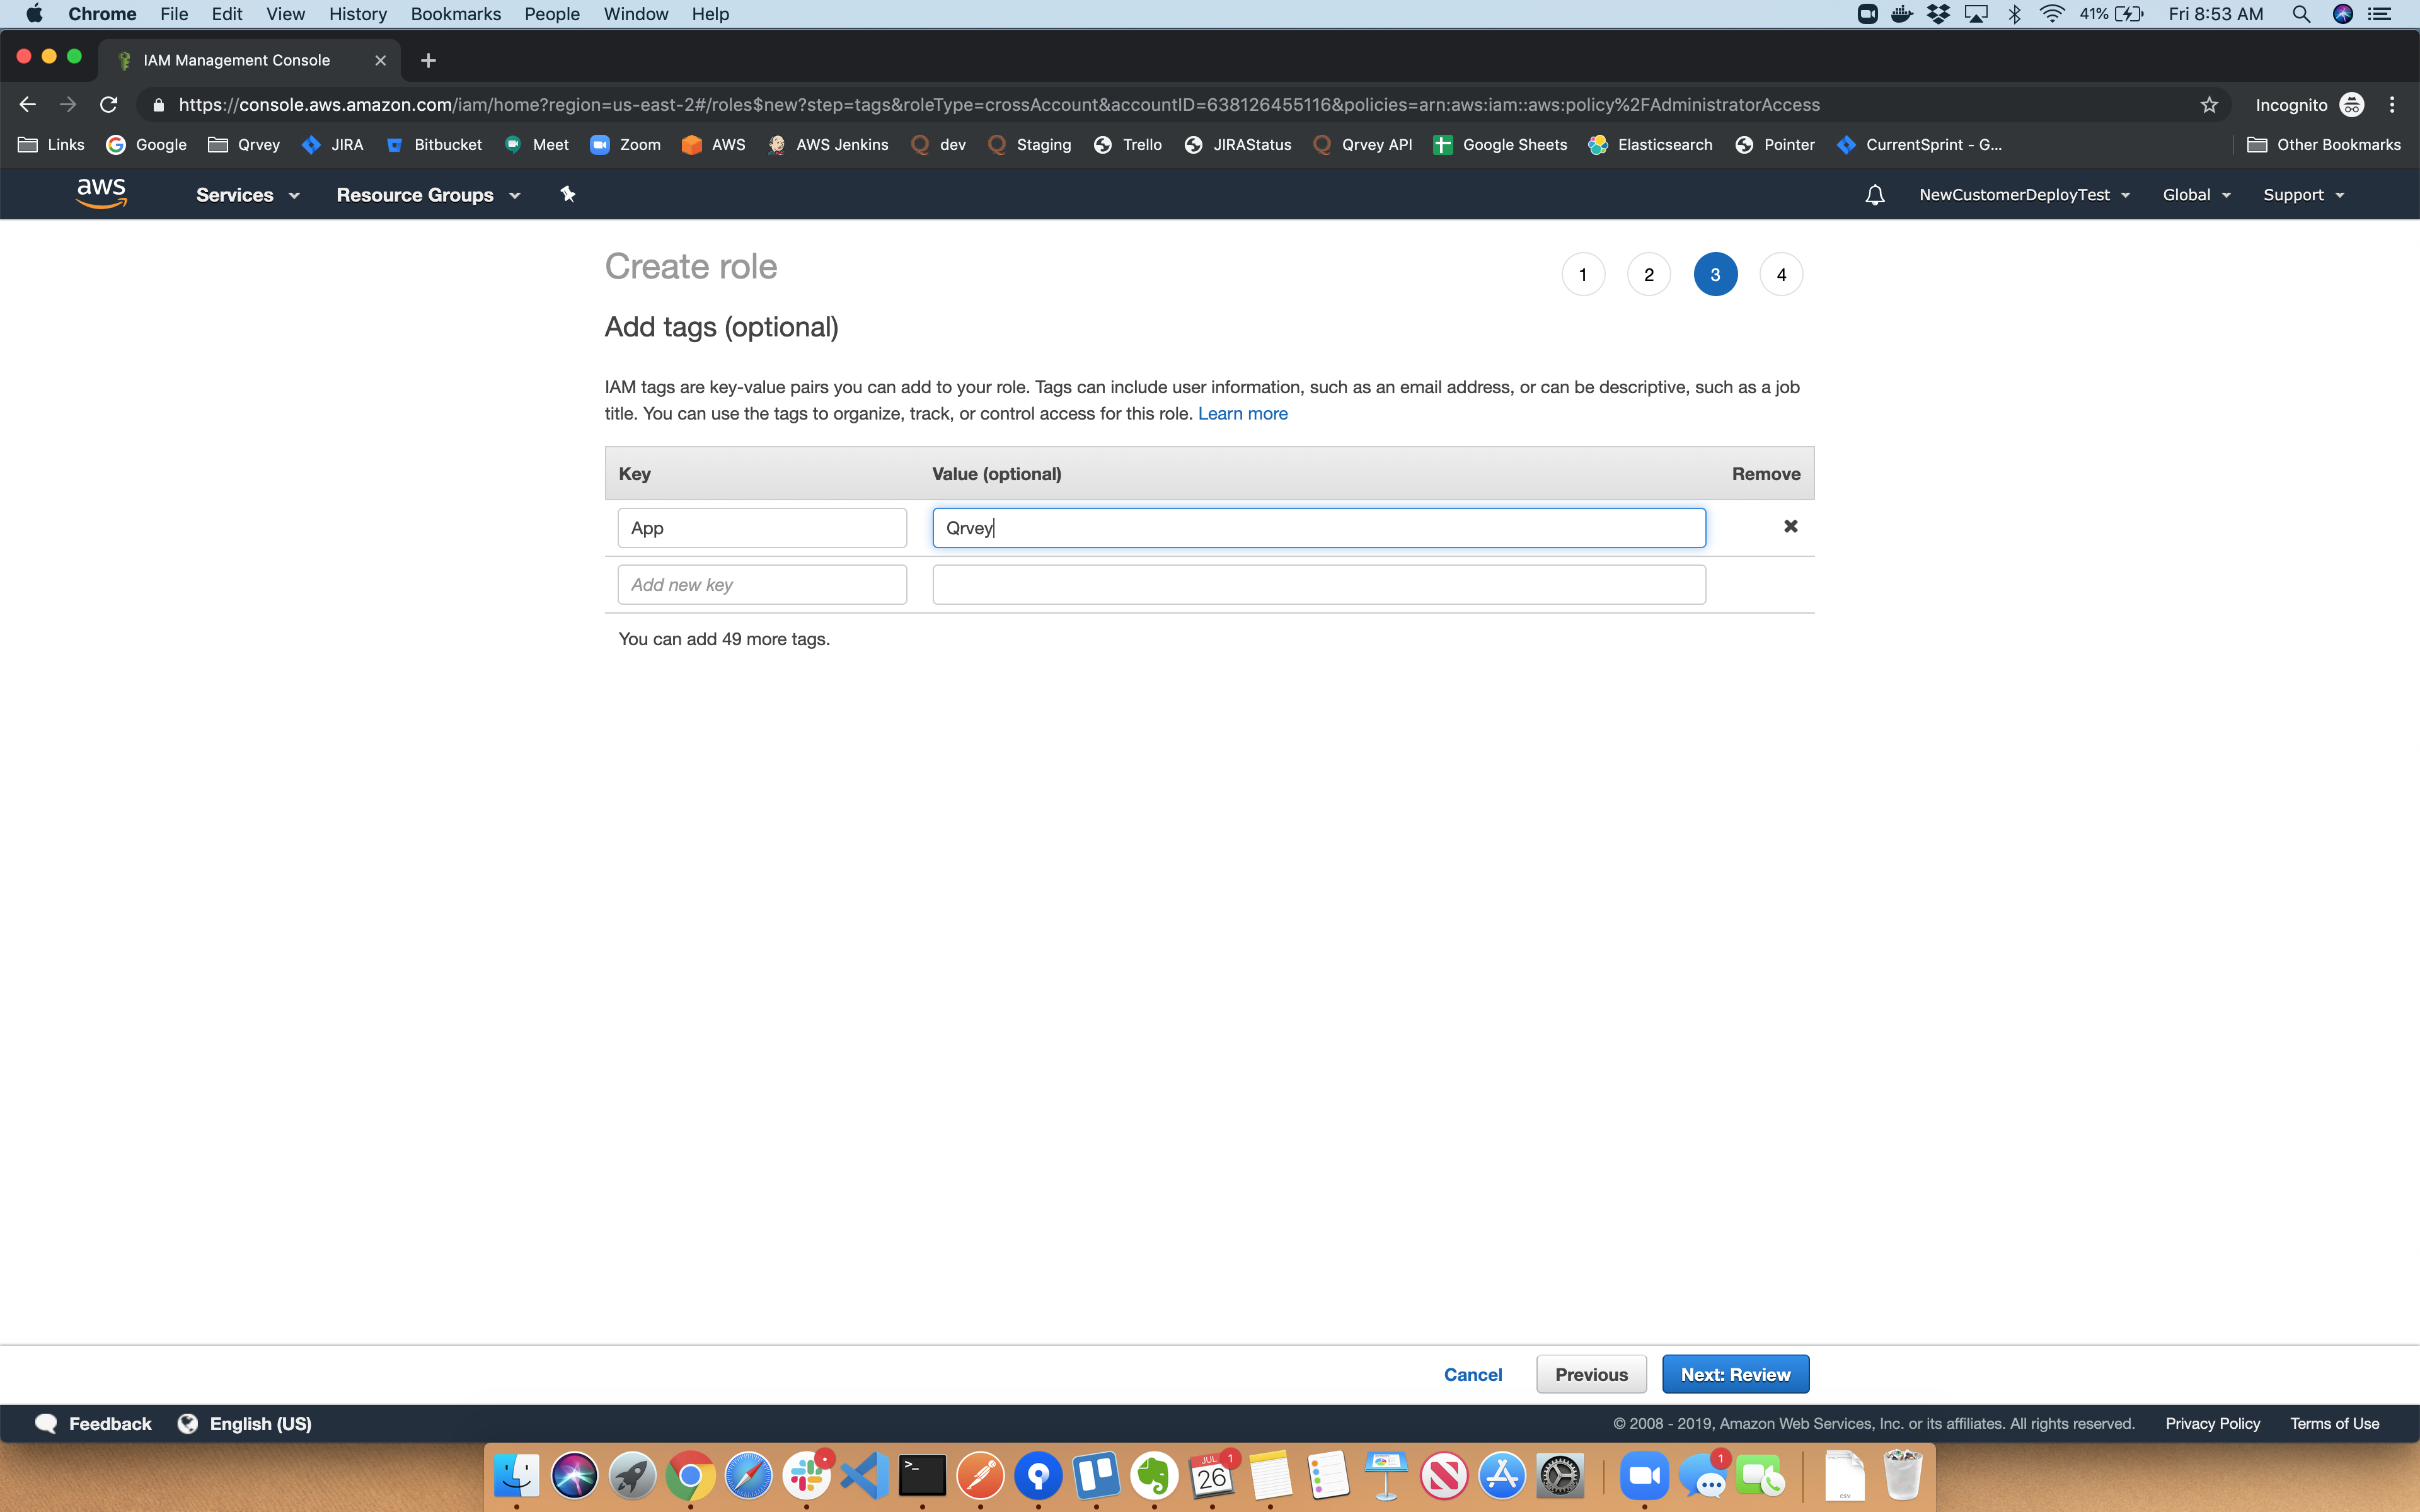 Chrome File Edit View History Bookmarks People Window Help 41% Fri 8:53 AM
IAM Management Console
https://console.aws.amazon.com/iam/home?region=us-east-2#/roles$new?step=tags&roleType=crossAccount&accountID=638126455116&policies=arn:aws:iam::aws:policy%2FAdministratorAccess Incognito
Links Google Qrvey JIRA Bitbucket Meet Zoom AWS AWS Jenkins dev Staging Trello JIRAStatus Qrvey API Google Sheets Elasticsearch Pointer CurrentSprint - G... Other Bookmarks
aws Services Resource Groups NewCustomerDeployTest Global Support
Create role 1 2 3 4
Add tags (optional)
IAM tags are key-value pairs you can add to your role. Tags can include user information, such as an email address, or can be descriptive, such as a job
title. You can use the tags to organize, track, or control access for this role. Learn more
Key Value (optional) Remove
App Qrvey
Add new key
You can add 49 more tags.
Cancel Previous Next: Review
Feedback English (US) © 2008 - 2019, Amazon Web Services, Inc. or its affiliates. All rights reserved. Privacy Policy Terms of Use
JUL 1 1
26
CSV